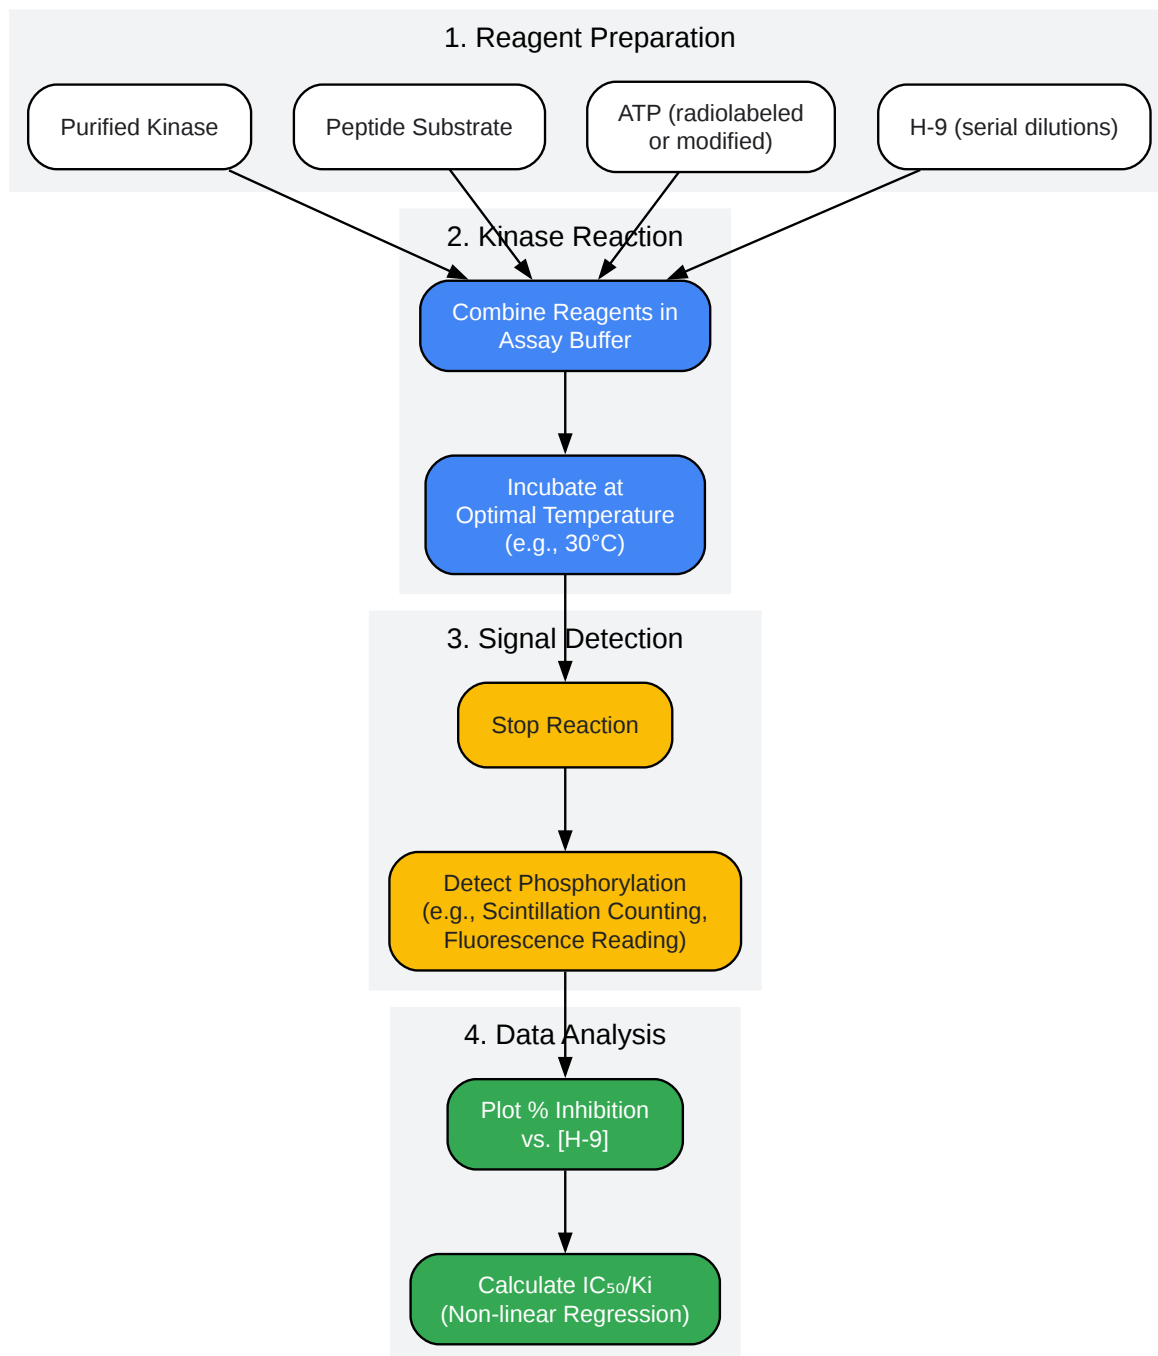 1. Reagent Preparation
Purified Kinase
Peptide Substrate
ATP (radiolabeled
or modified)
H-9 (serial dilutions)
2. Kinase Reaction
Combine Reagents in
Assay Buffer
Incubate at
Optimal Temperature
(e.g., 30°C)
3. Signal Detection
Stop Reaction
Detect Phosphorylation
(e.g., Scintillation Counting,
Fluorescence Reading)
4. Data Analysis
Plot % Inhibition
vs. [H-9]
Calculate IC₅₀/Ki
(Non-linear Regression)